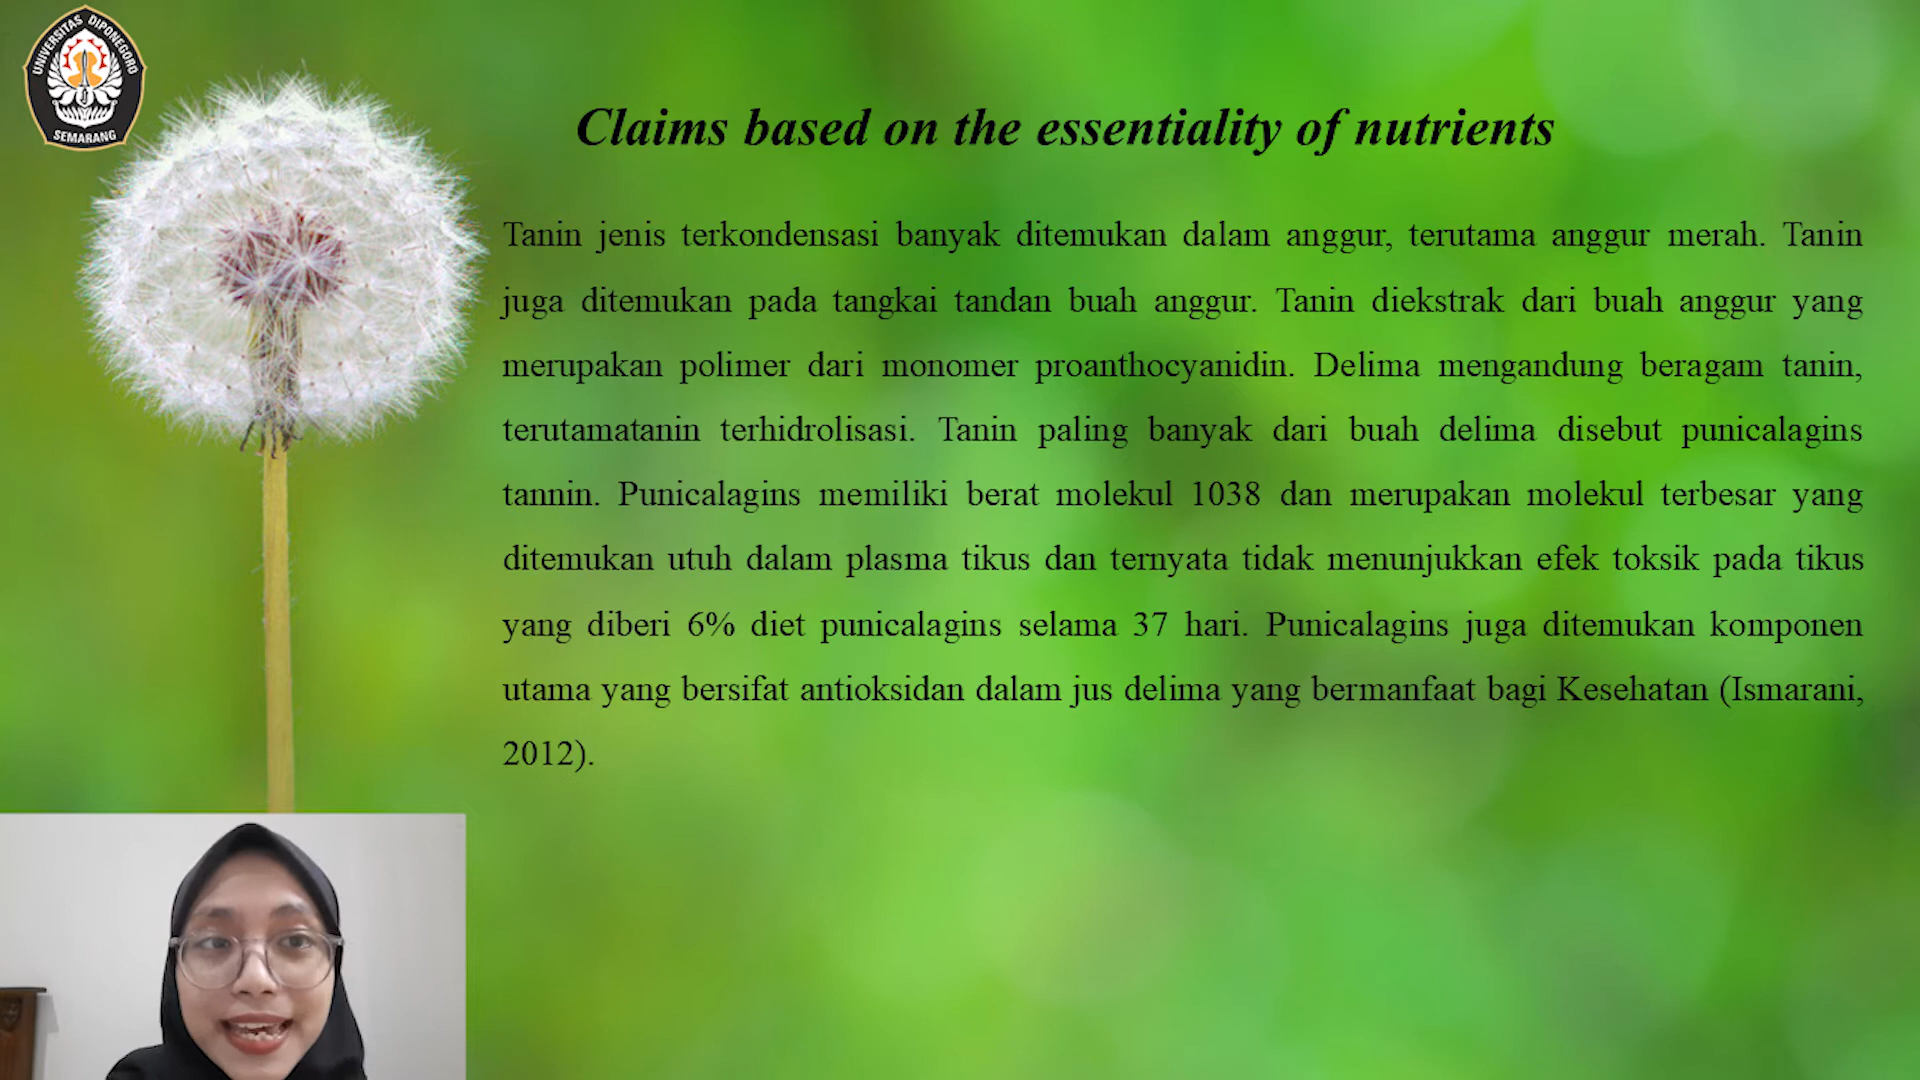 UNIVERSITAS DIPONEGORO
SEMARANG
Claims based on the essentiality of nutrients
Tanin jenis terkondensasi banyak ditemukan dalam anggur, terutama anggur merah. Tanin
juga ditemukan pada tangkai tandan buah anggur. Tanin diekstrak dari buah anggur yang
merupakan polimer dari monomer proanthocyanidin. Delima mengandung beragam tanin,
terutamatanin terhidrolisasi. Tanin paling banyak dari buah delima disebut punicalagins
tannin. Punicalagins memiliki berat molekul 1038 dan merupakan molekul terbesar yang
ditemukan utuh dalam plasma tikus dan ternyata tidak menunjukkan efek toksik pada tikus
yang diberi 6% diet punicalagins selama 37 hari. Punicalagins juga ditemukan komponen
utama yang bersifat antioksidan dalam jus delima yang bermanfaat bagi Kesehatan (Ismarani,
2012).